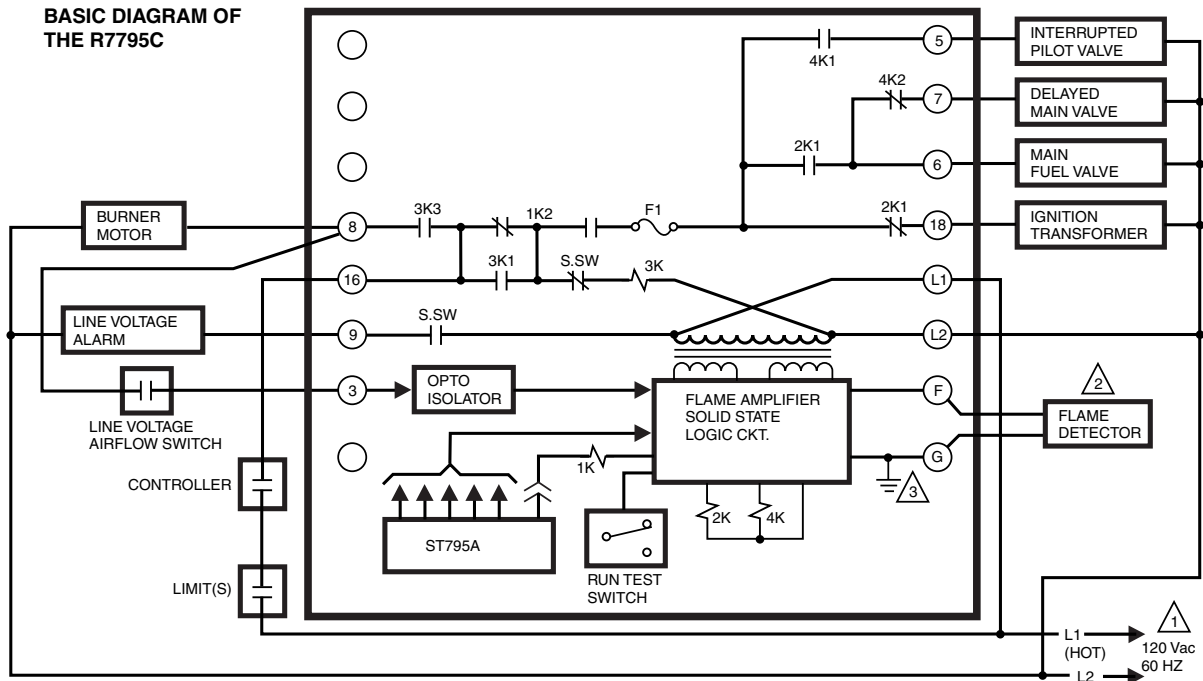 BASIC DIAGRAM OF
THE R7795C
4K1
5
INTERRUPTED
PILOT VALVE
4K2
7
DELAYED
MAIN VALVE
2K1
6
MAIN
FUEL VALVE
BURNER
MOTOR
8
3K3
1K2
F1
2K1
18
IGNITION
TRANSFORMER
16
3K1
S.SW
3K
L1
LINE VOLTAGE
ALARM
9
S.SW
L2
LINE VOLTAGE
AIRFLOW SWITCH
3
OPTO
ISOLATOR
FLAME AMPLIFIER
SOLID STATE
LOGIC CKT.
F
2
FLAME
DETECTOR
G
3
CONTROLLER
1K
2K
4K
ST795A
RUN TEST
SWITCH
LIMIT(S)
L1
(HOT)
1
120 Vac
60 HZ
L2